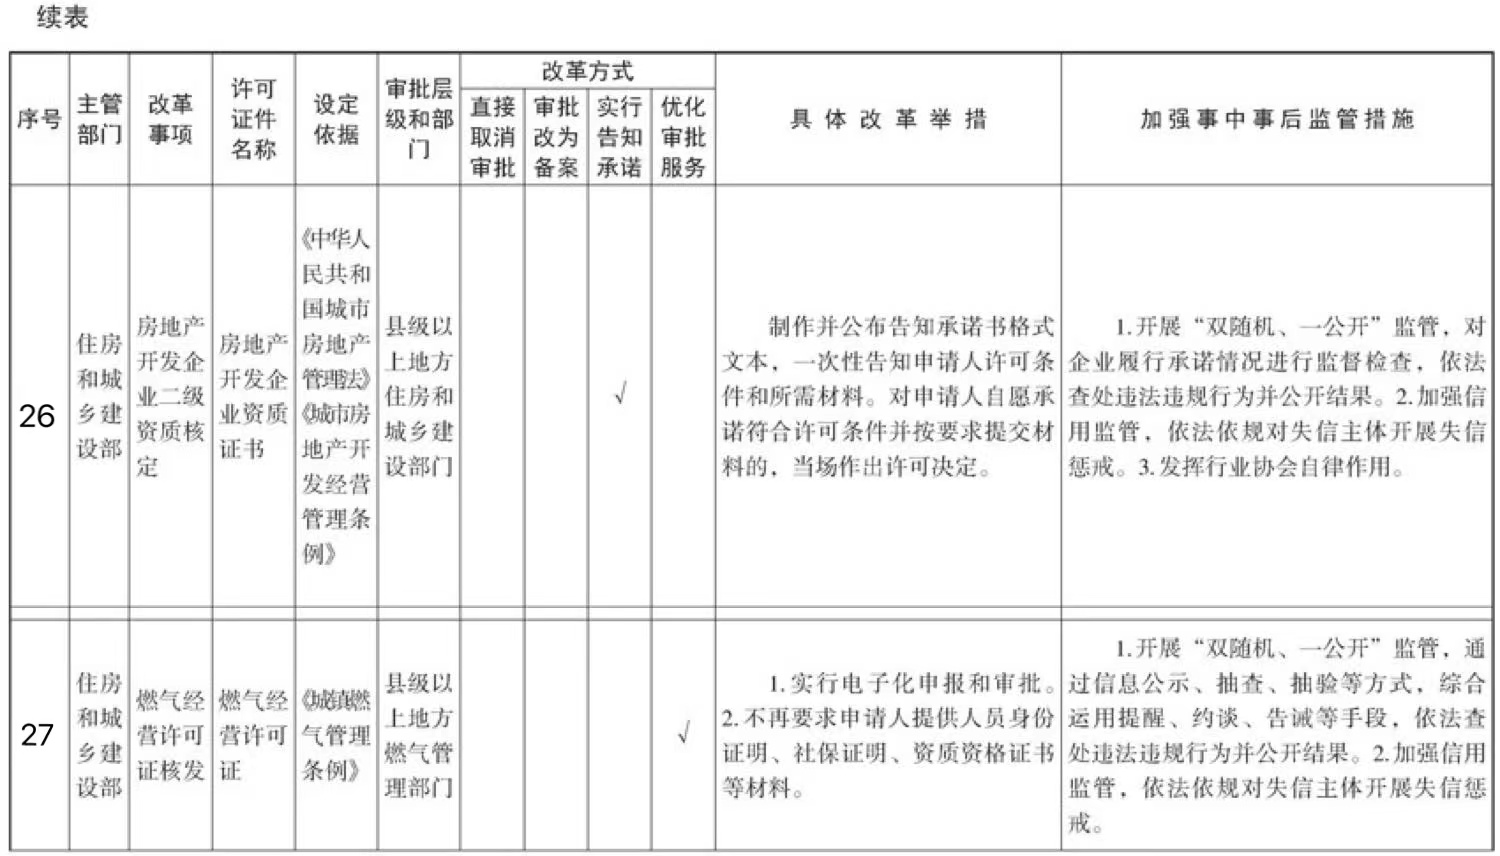 续表
序号
主管
部门
改革
事项
许可
证件
名称
设定
依据
审批层
级和部
门
改革方式
直接
取消
审批
审批
改为
备案
实行
告知
承诺
优化
审批
服务
具体改革举措
加强事中事后监管措施
26
住房
和城
乡建
设部
房地产
开发企
业二级
资质核
定
房地产
开发企
业资质
证书
《中华人
民共和
国城市
房地产
管理法》
《城市房
地产开
发经营
管理条
例》
县级以
上地方
住房和
城乡建
设部门
√
制作并公布告知承诺书格式
文本，一次性告知申请人许可条
件和所需材料。对申请人自愿承
诺符合许可条件并按要求提交材
料的，当场作出许可决定。
1.开展“双随机、一公开”监管，对
企业履行承诺情况进行监督检查，依法
查处违法违规行为并公开结果。2.加强信
用监管，依法依规对失信主体开展失信
惩戒。3.发挥行业协会自律作用。
27
住房
和城
乡建
设部
燃气经
营许可
证核发
燃气经
营许可
证
《城镇燃
气管理
条例》
县级以
上地方
燃气管
理部门
√
1.实行电子化申报和审批。
2.不再要求申请人提供人员身份
证明、社保证明、资质资格证书
等材料。
1.开展“双随机、一公开”监管，通
过信息公示、抽查、抽验等方式，综合
运用提醒、约谈、告诫等手段，依法查
处违法违规行为并公开结果。2.加强信用
监管，依法依规对失信主体开展失信惩
戒。